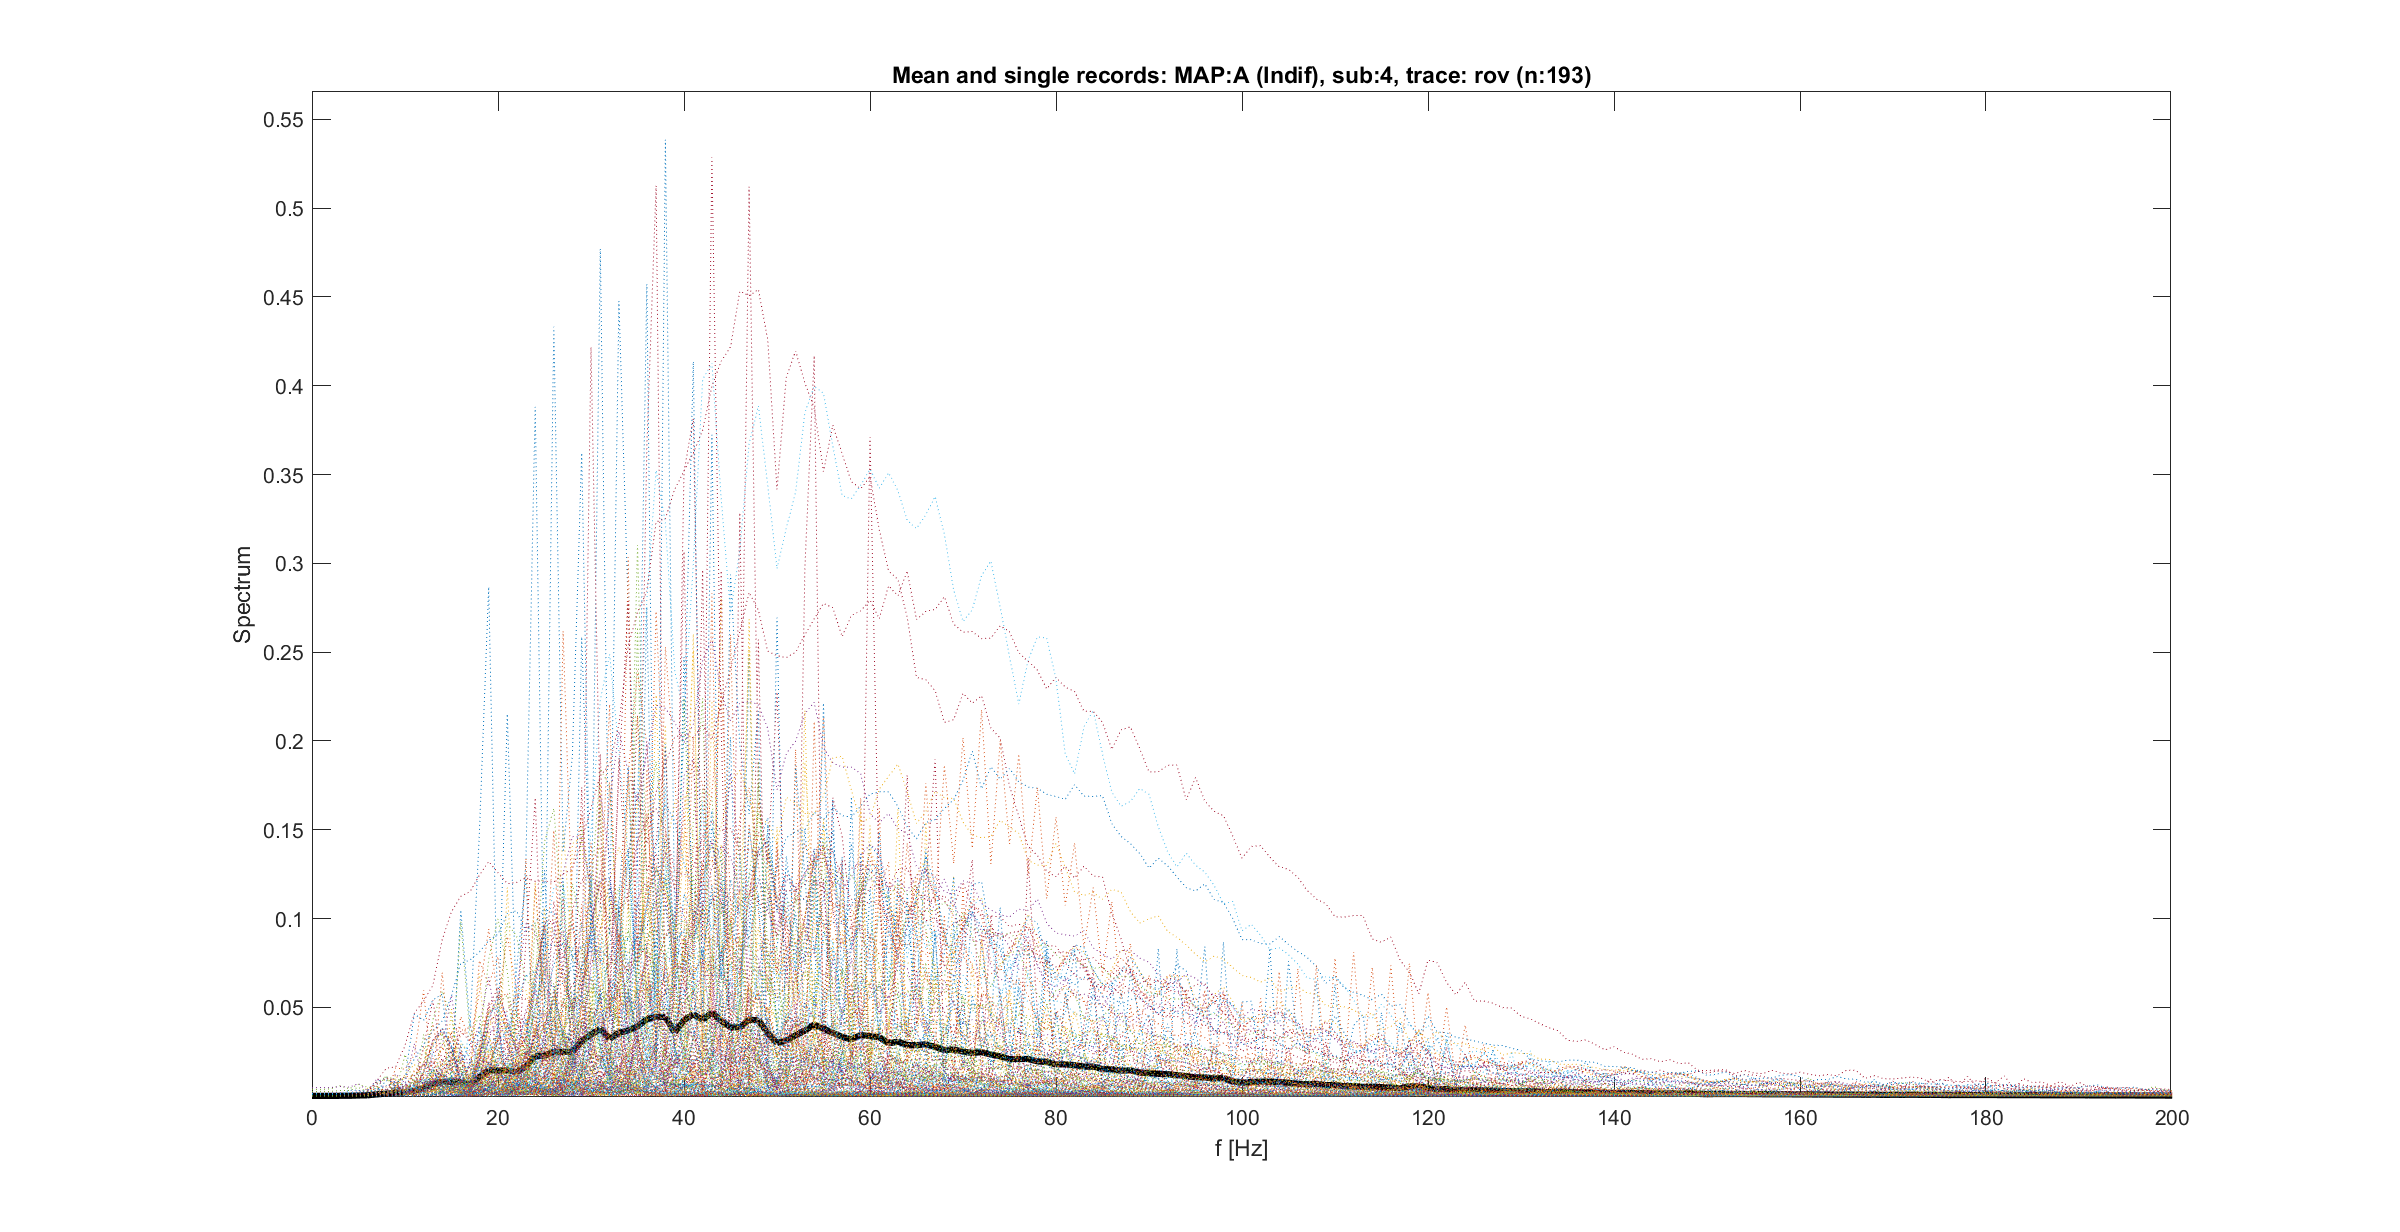 Mean and single records: MAP:A (Indif), sub:4, trace: rov (n:193)
0.55
0.5
0.45
0.4
0.35
0.3
0.25
0.2
0.15
0.1
0.05
Spectrum
0 20 40 60 80 100 120 140 160 180 200
f [Hz]